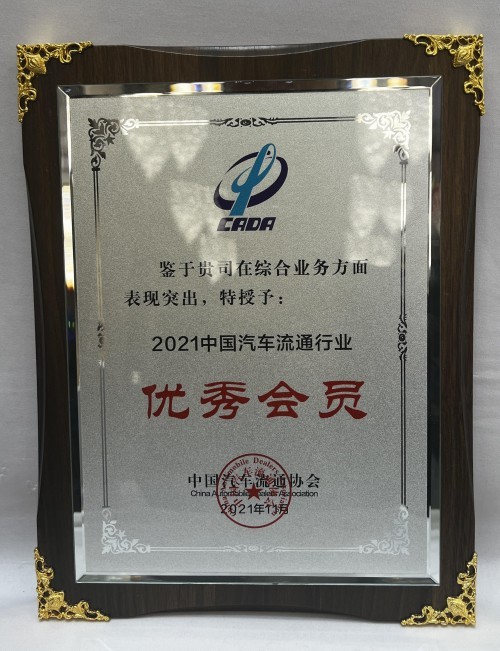 CADA
鉴于贵司在综合业务方面
表现突出，特授予：
2021中国汽车流通行业
优秀会员
中国汽车流通协会
China Automobile Dealers Association
2021年11月